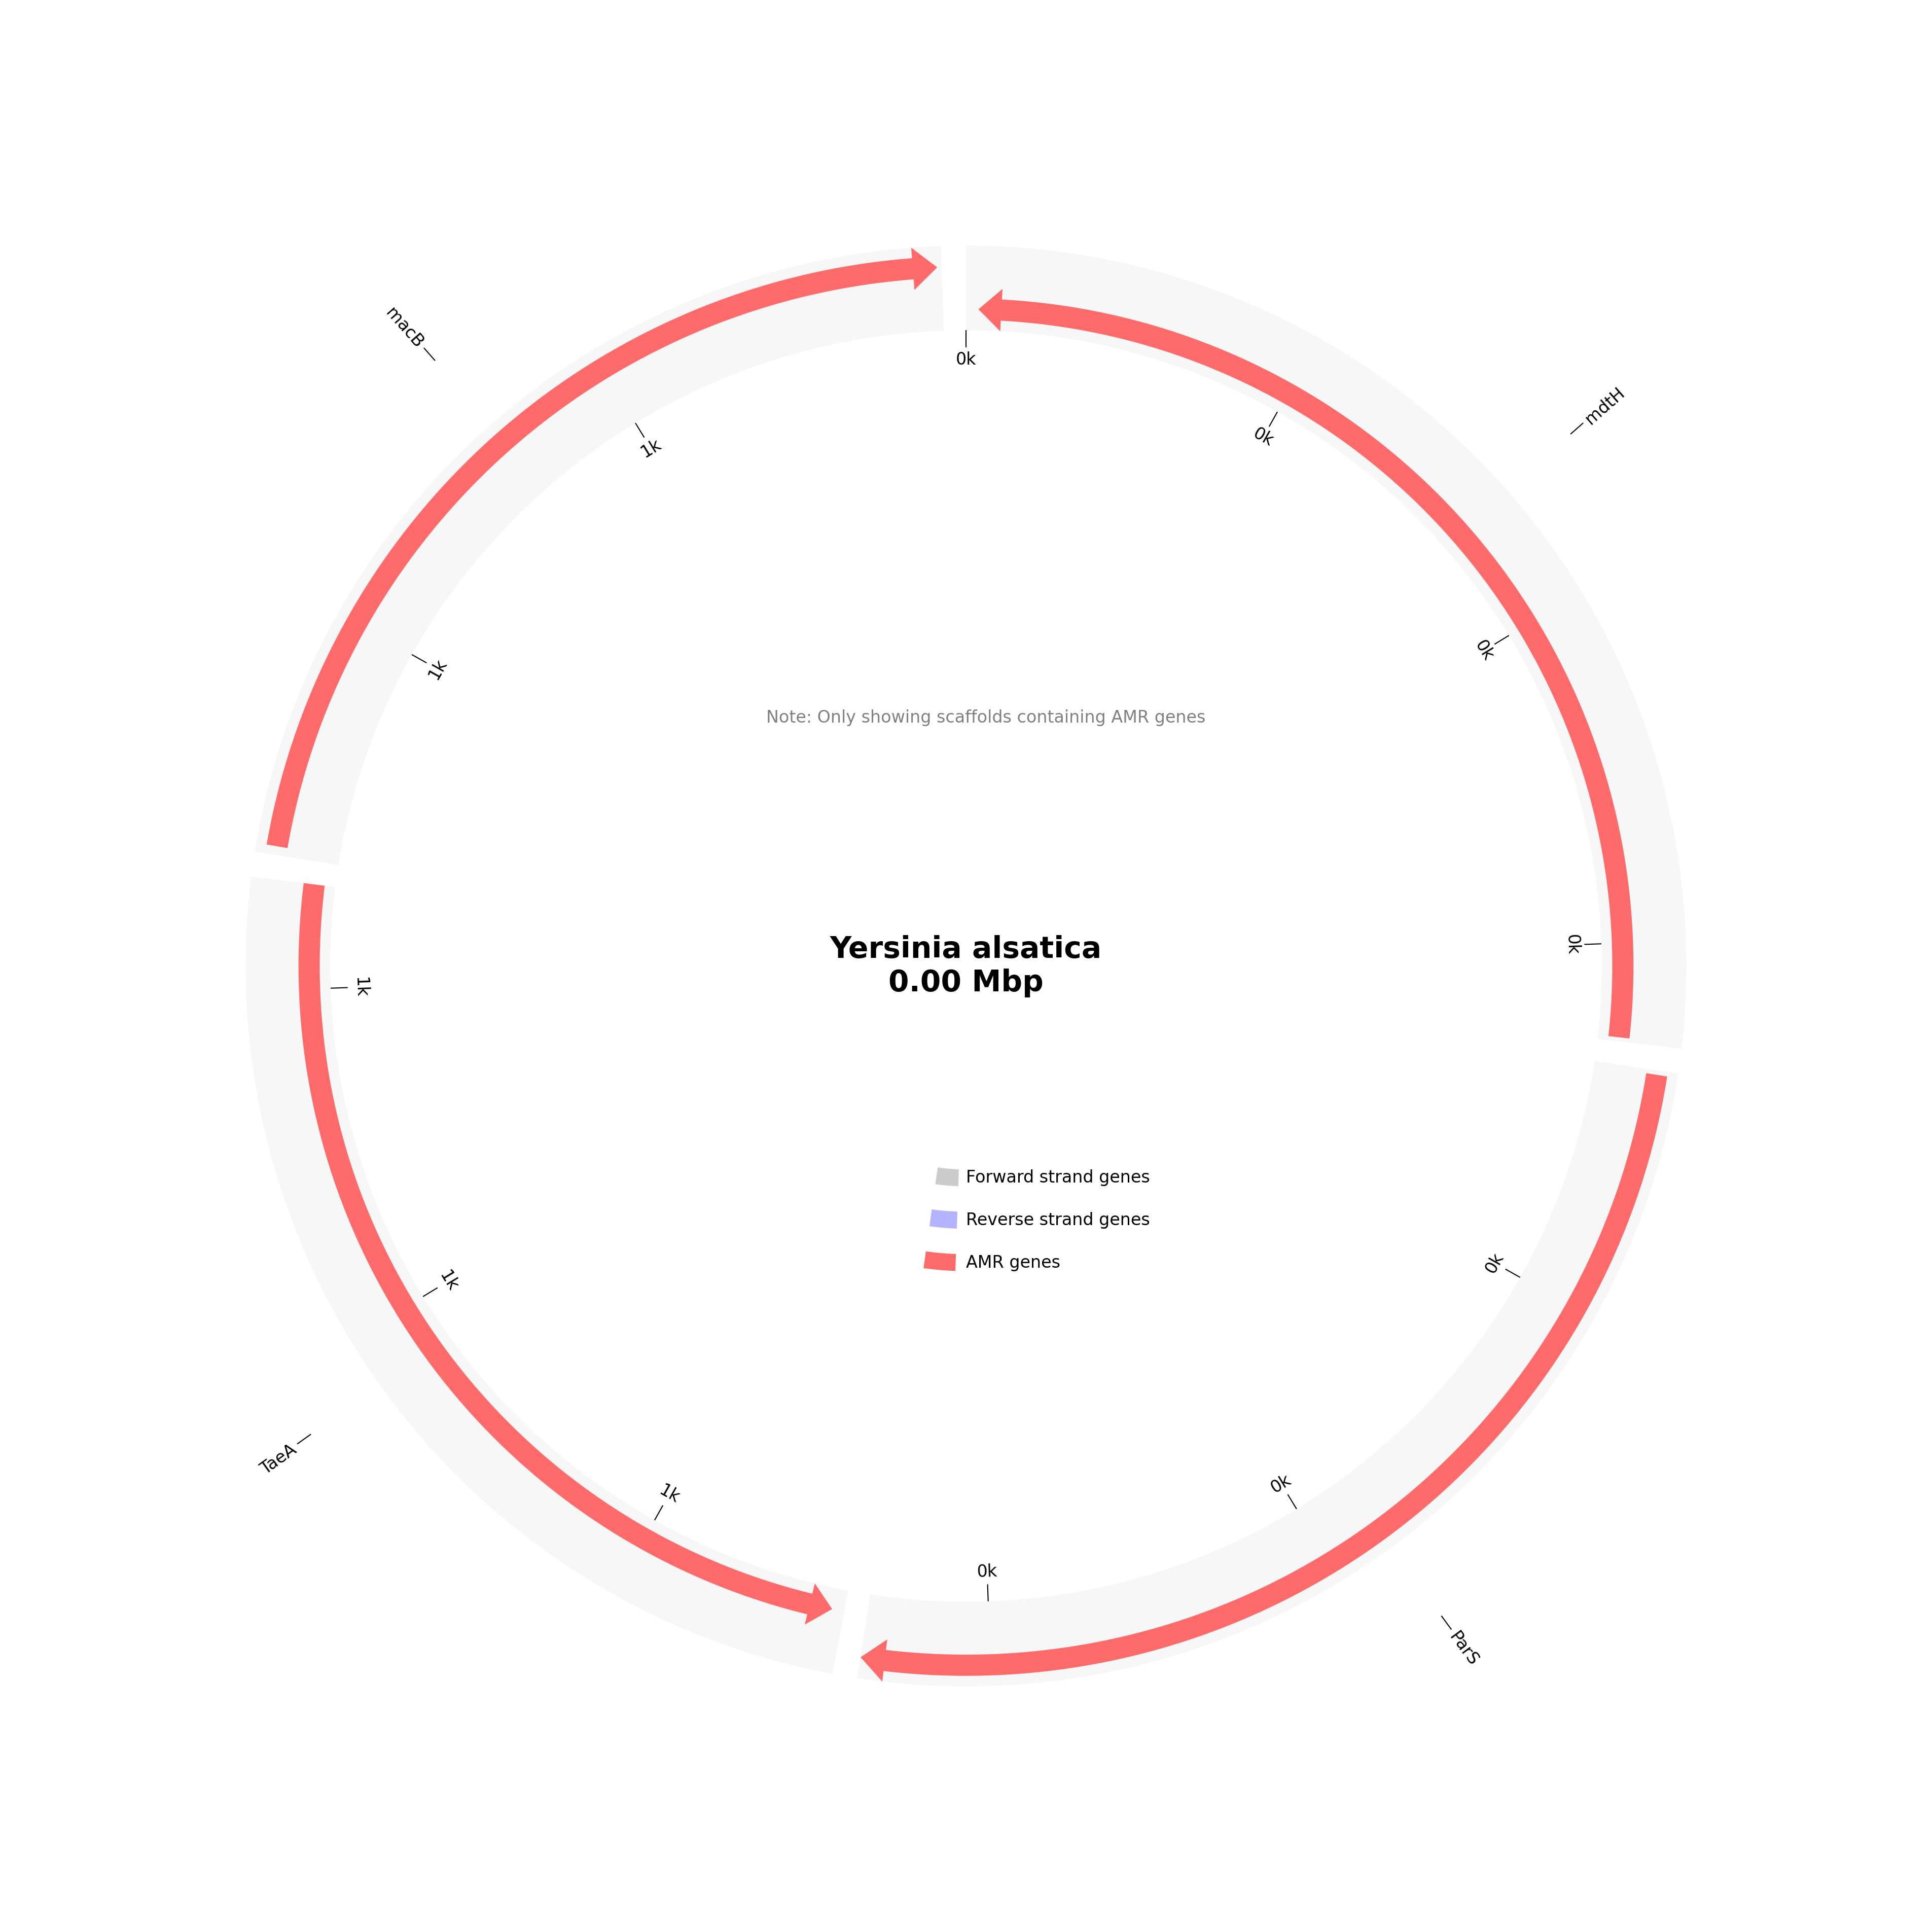 macB
mdtH
0k
0k
1k
0k
1k
Note: Only showing scaffolds containing AMR genes
0k
Yersinia alsatica
0.00 Mbp
1k
Forward strand genes
Reverse strand genes
AMR genes
0k
1k
TaeA
1k
0k
0k
ParS